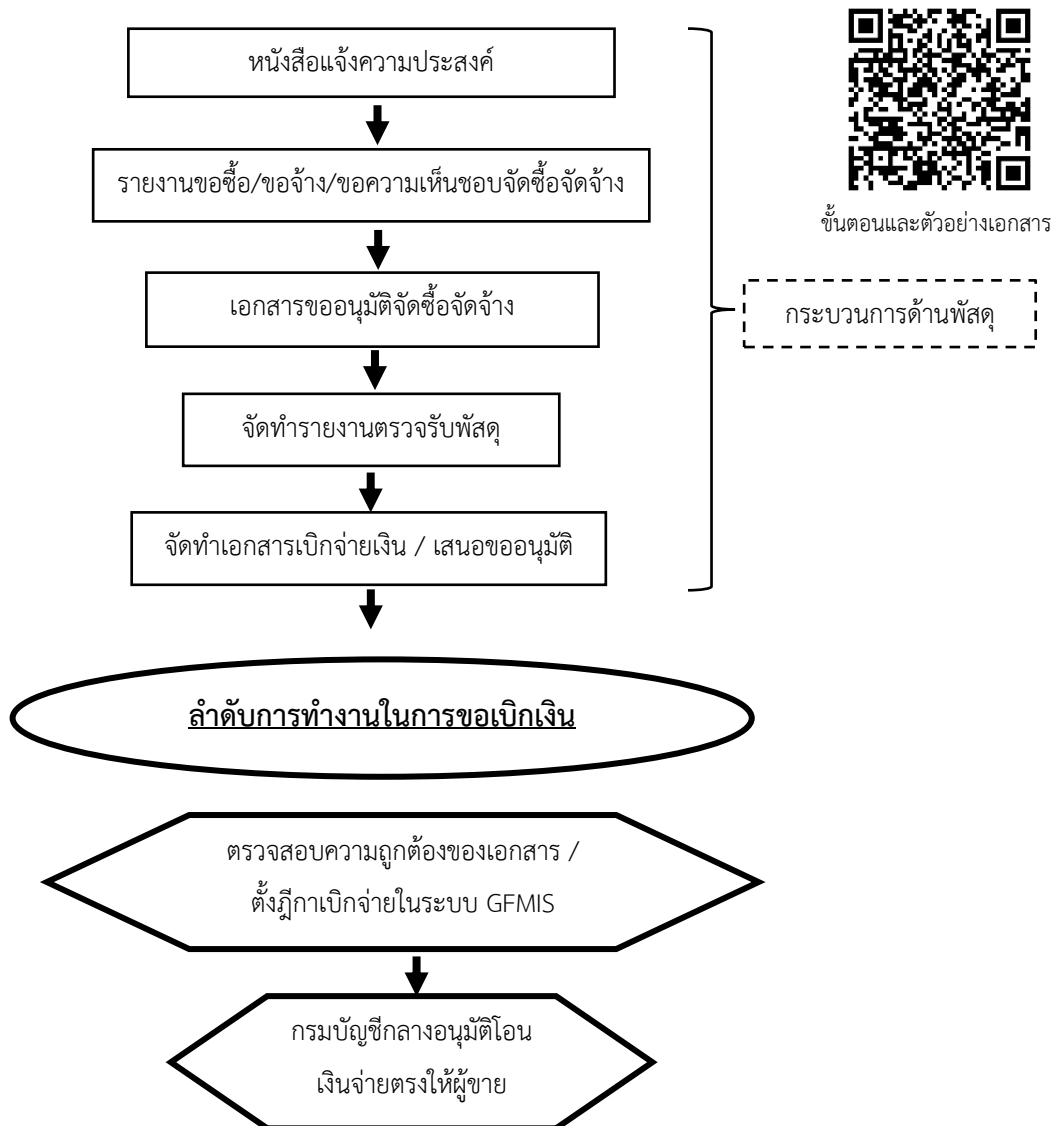 หนังสือแจ้งความประสงค์
รายงานขอซื้อ/ขอจ้าง/ขอความเห็นชอบจัดซื้อจัดจ้าง
ขั้นตอนและตัวอย่างเอกสาร
เอกสารขออนุมัติจัดซื้อจัดจ้าง
กระบวนการด้านพัสดุ
จัดทำรายงานตรวจรับพัสดุ
จัดทำเอกสารเบิกจ่ายเงิน / เสนอขออนุมัติ
ลำดับการทำงานในการขอเบิกเงิน
ตรวจสอบความถูกต้องของเอกสาร /
ตั้งฎีกาเบิกจ่ายในระบบ GFMIS
กรมบัญชีกลางอนุมัติโอน
เงินจ่ายตรงให้ผู้ขาย